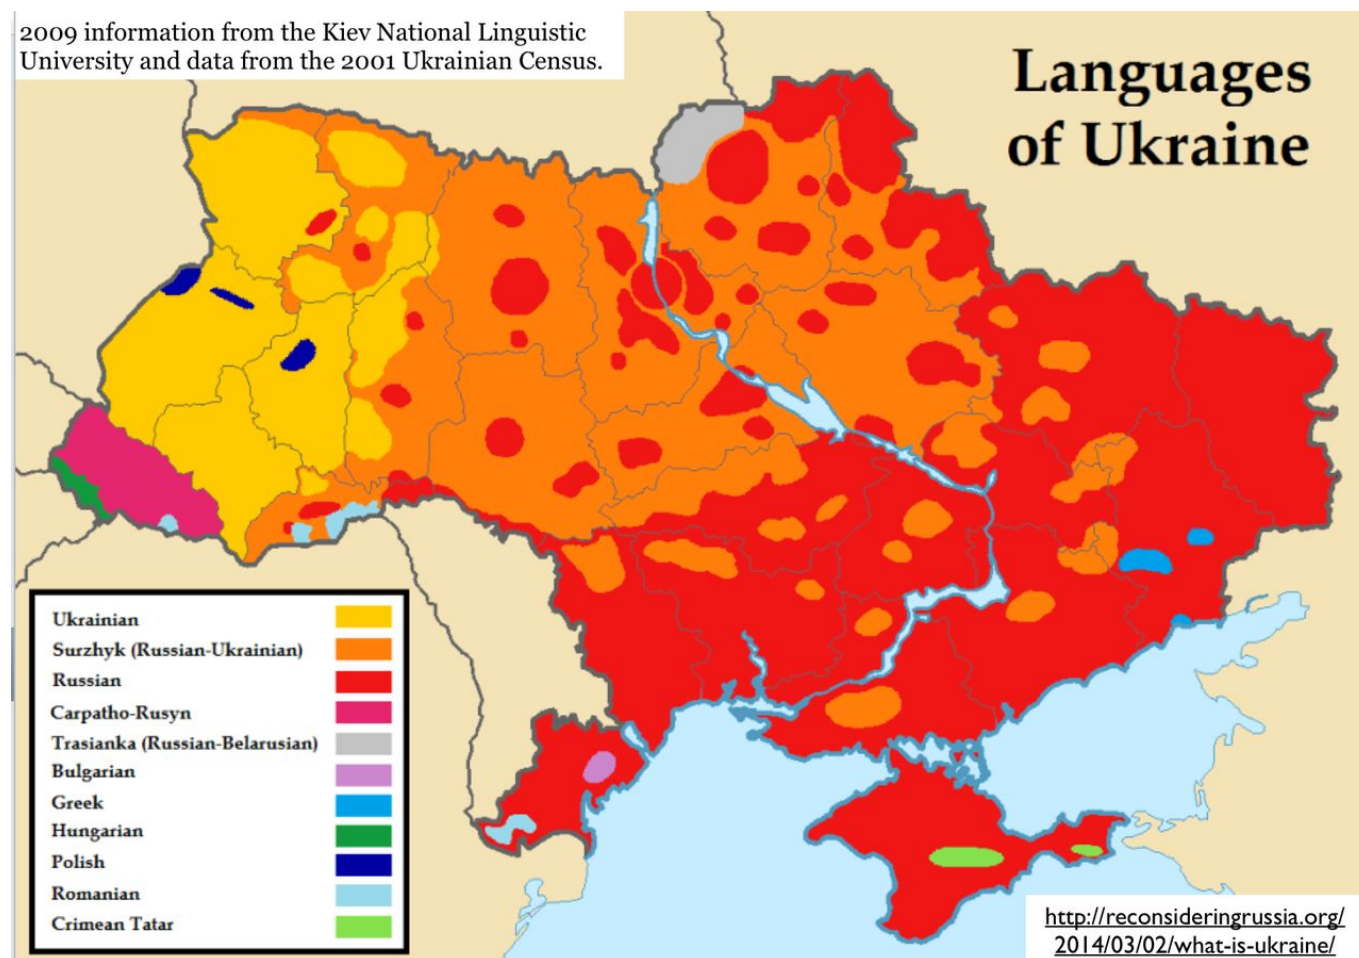 2009 information from the Kiev National Linguistic
University and data from the 2001 Ukrainian Census.
Languages
of Ukraine
Ukrainian
Surzhyk (Russian-Ukrainian)
Russian
Carpatho-Rusyn
Trasianka (Russian-Belarusian)
Bulgarian
Greek
Hungarian
Polish
Romanian
Crimean Tatar
http://reconsideringrussia.org/
2014/03/02/what-is-ukraine/